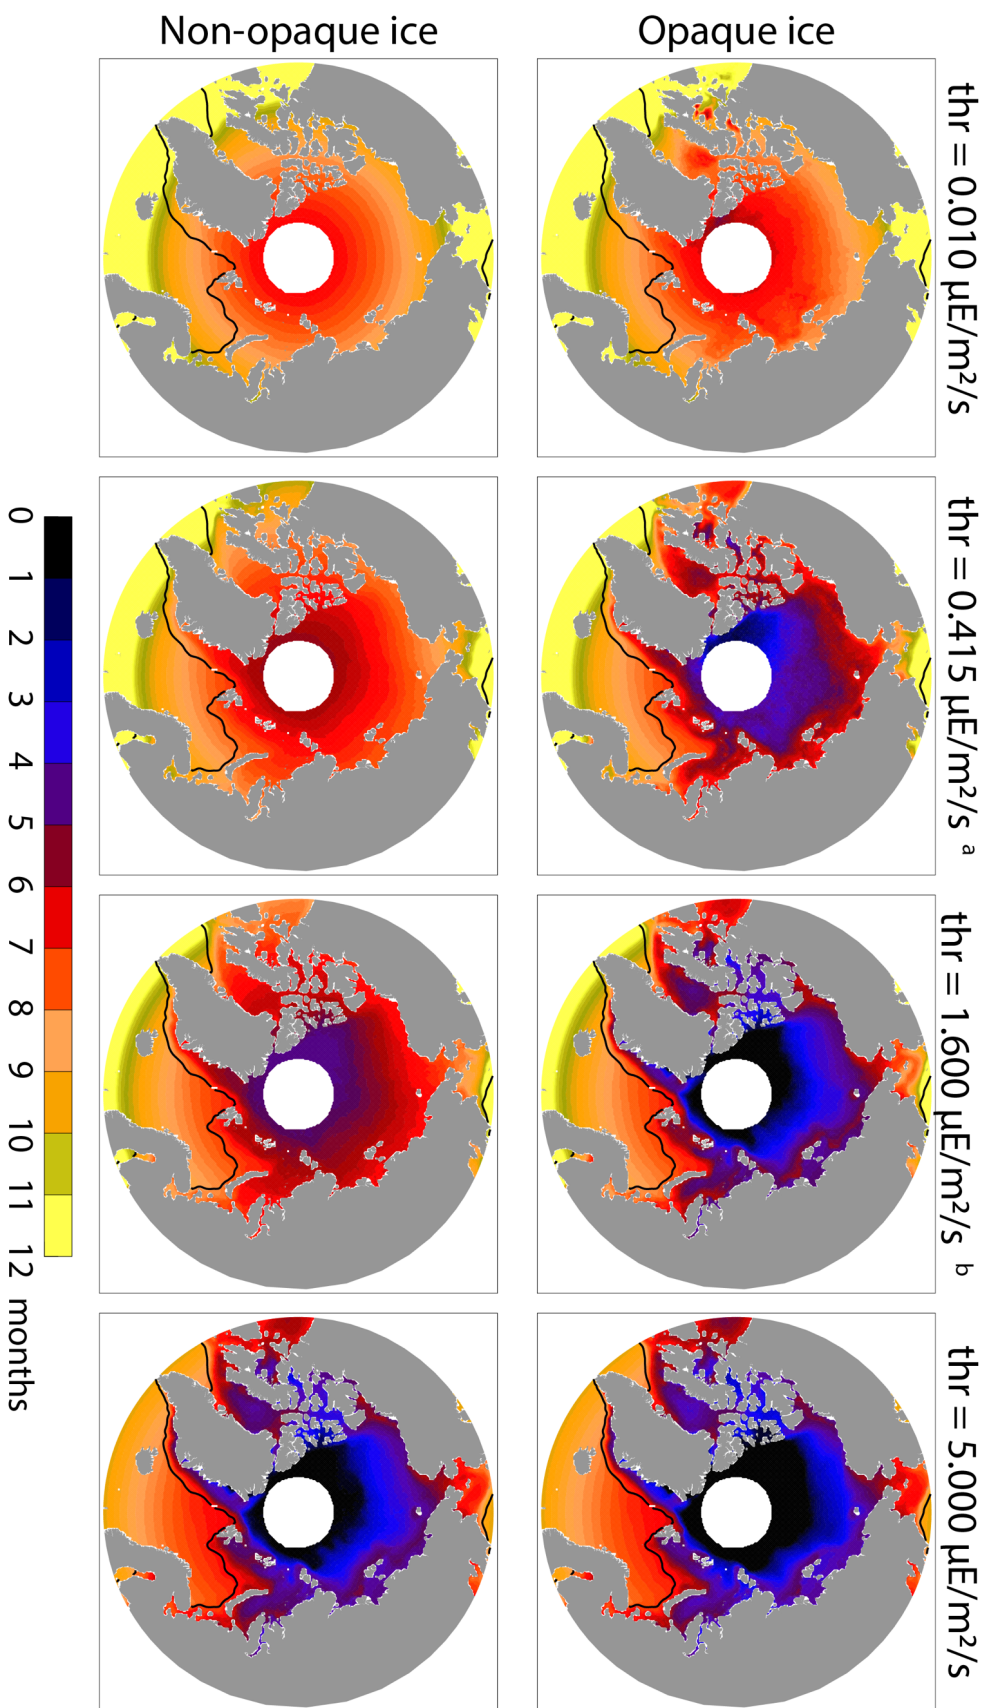 Non-opaque ice
Opaque ice
thr = 0.010 µE/m²/s
thr = 0.415 µE/m²/s ᵃ
thr = 1.600 µE/m²/s ᵇ
thr = 5.000 µE/m²/s
0 1 2 3 4 5 6 7 8 9 10 11 12 months